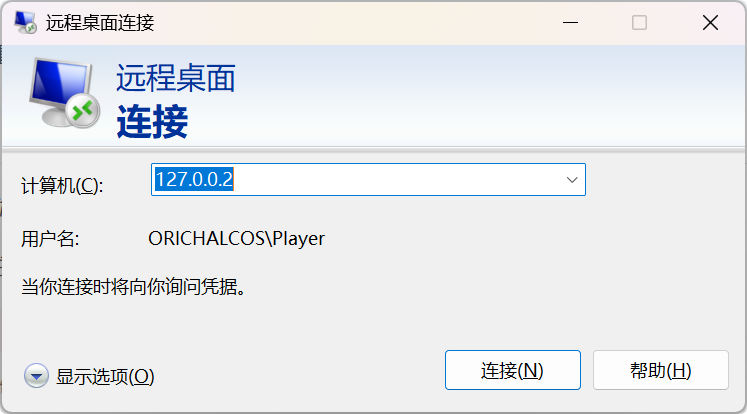 远程桌面连接
远程桌面
连接
计算机(C): 127.0.0.2
用户名: ORICHALCOS\Player
当你连接时将向你询问凭据。
显示选项(O) 连接(N) 帮助(H)